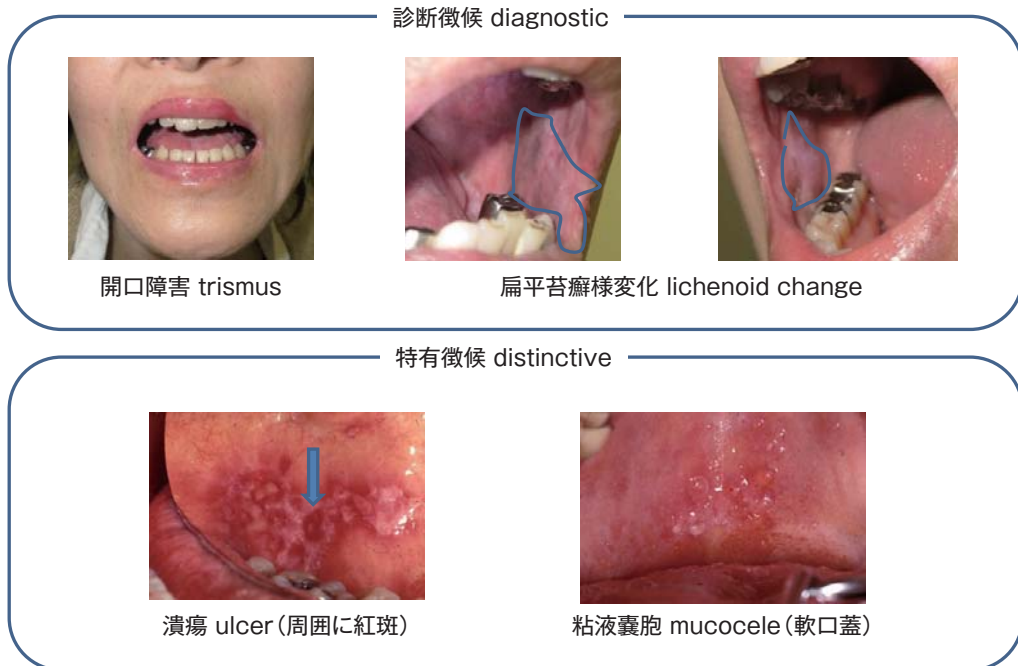 診断徴候 diagnostic
開口障害 trismus
扁平苔癬様変化 lichenoid change
特有徴候 distinctive
潰瘍 ulcer(周囲に紅斑)
粘液囊胞 mucocele(軟口蓋)